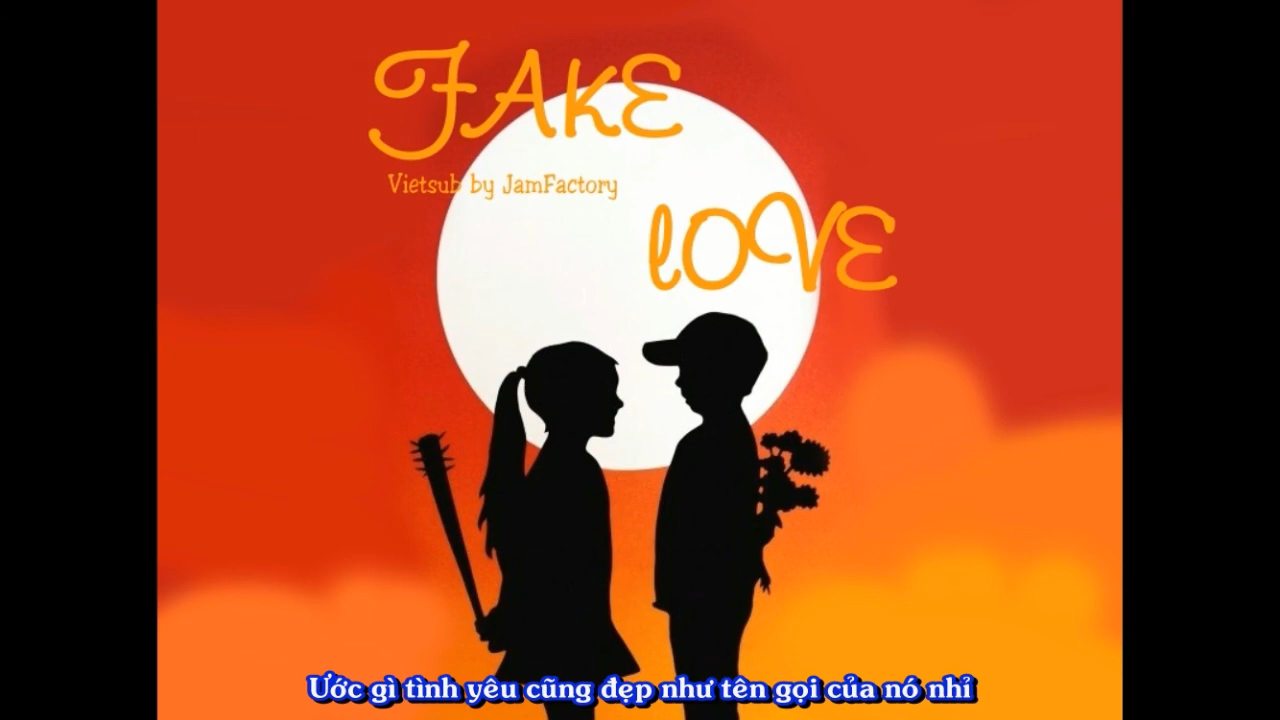 FAKE
Vietsub by JamFactory
lOVE
Ước gì tình yêu cũng đẹp như tên gọi của nó nhỉ